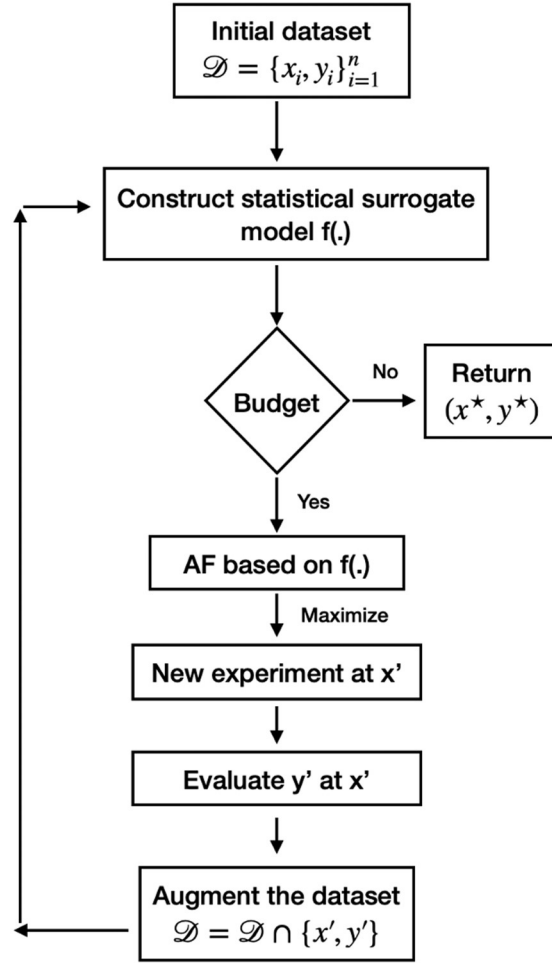 Initial dataset
𝒟 = {xᵢ, yᵢ}ⁿᵢ₌₁
Construct statistical surrogate
model f(.)
Budget
No
Return
(x⋆, y⋆)
Yes
AF based on f(.)
Maximize
New experiment at x’
Evaluate y’ at x’
Augment the dataset
𝒟 = 𝒟 ∩ {x′, y′}